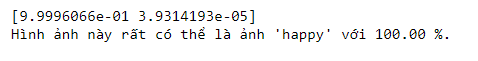 [9.9996066e-01 3.9314193e-05]
Hình ảnh này rất có thể là ảnh 'happy' với 100.00 %.